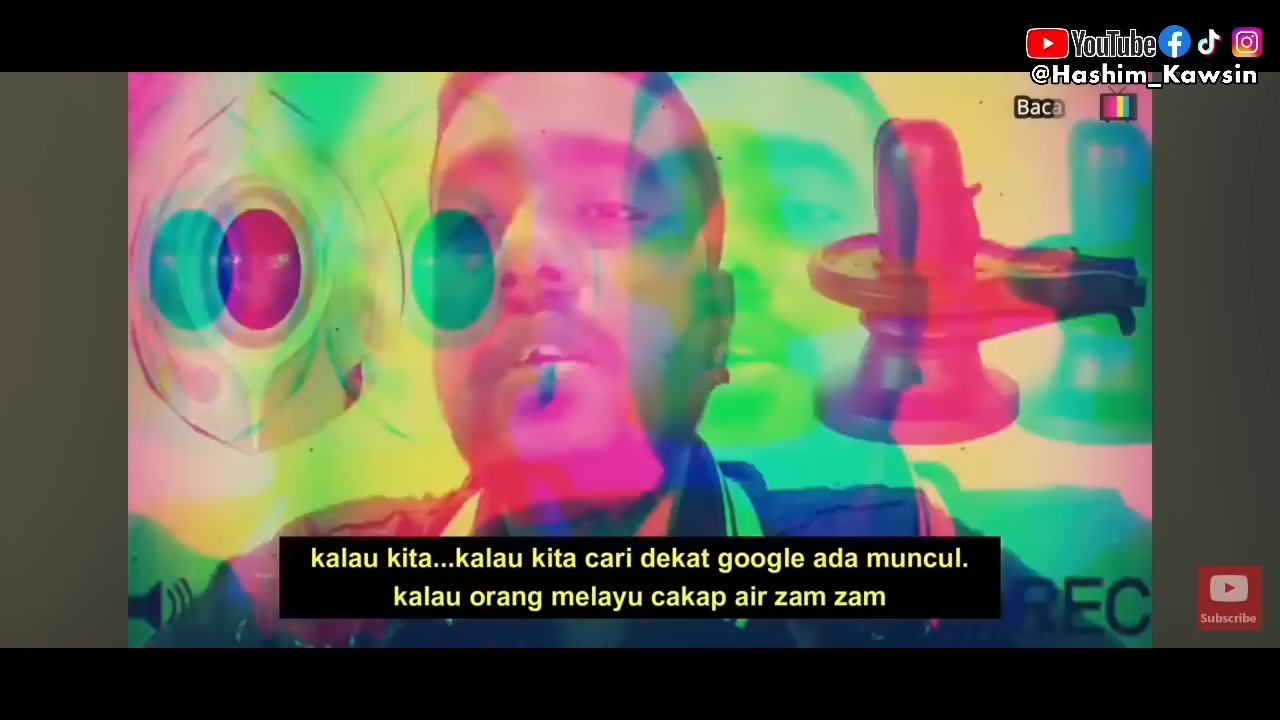 YouTube
@Hashim_Kawsin
Baca
kalau kita...kalau kita cari dekat google ada muncul.
kalau orang melayu cakap air zam zam
REC
Subscribe